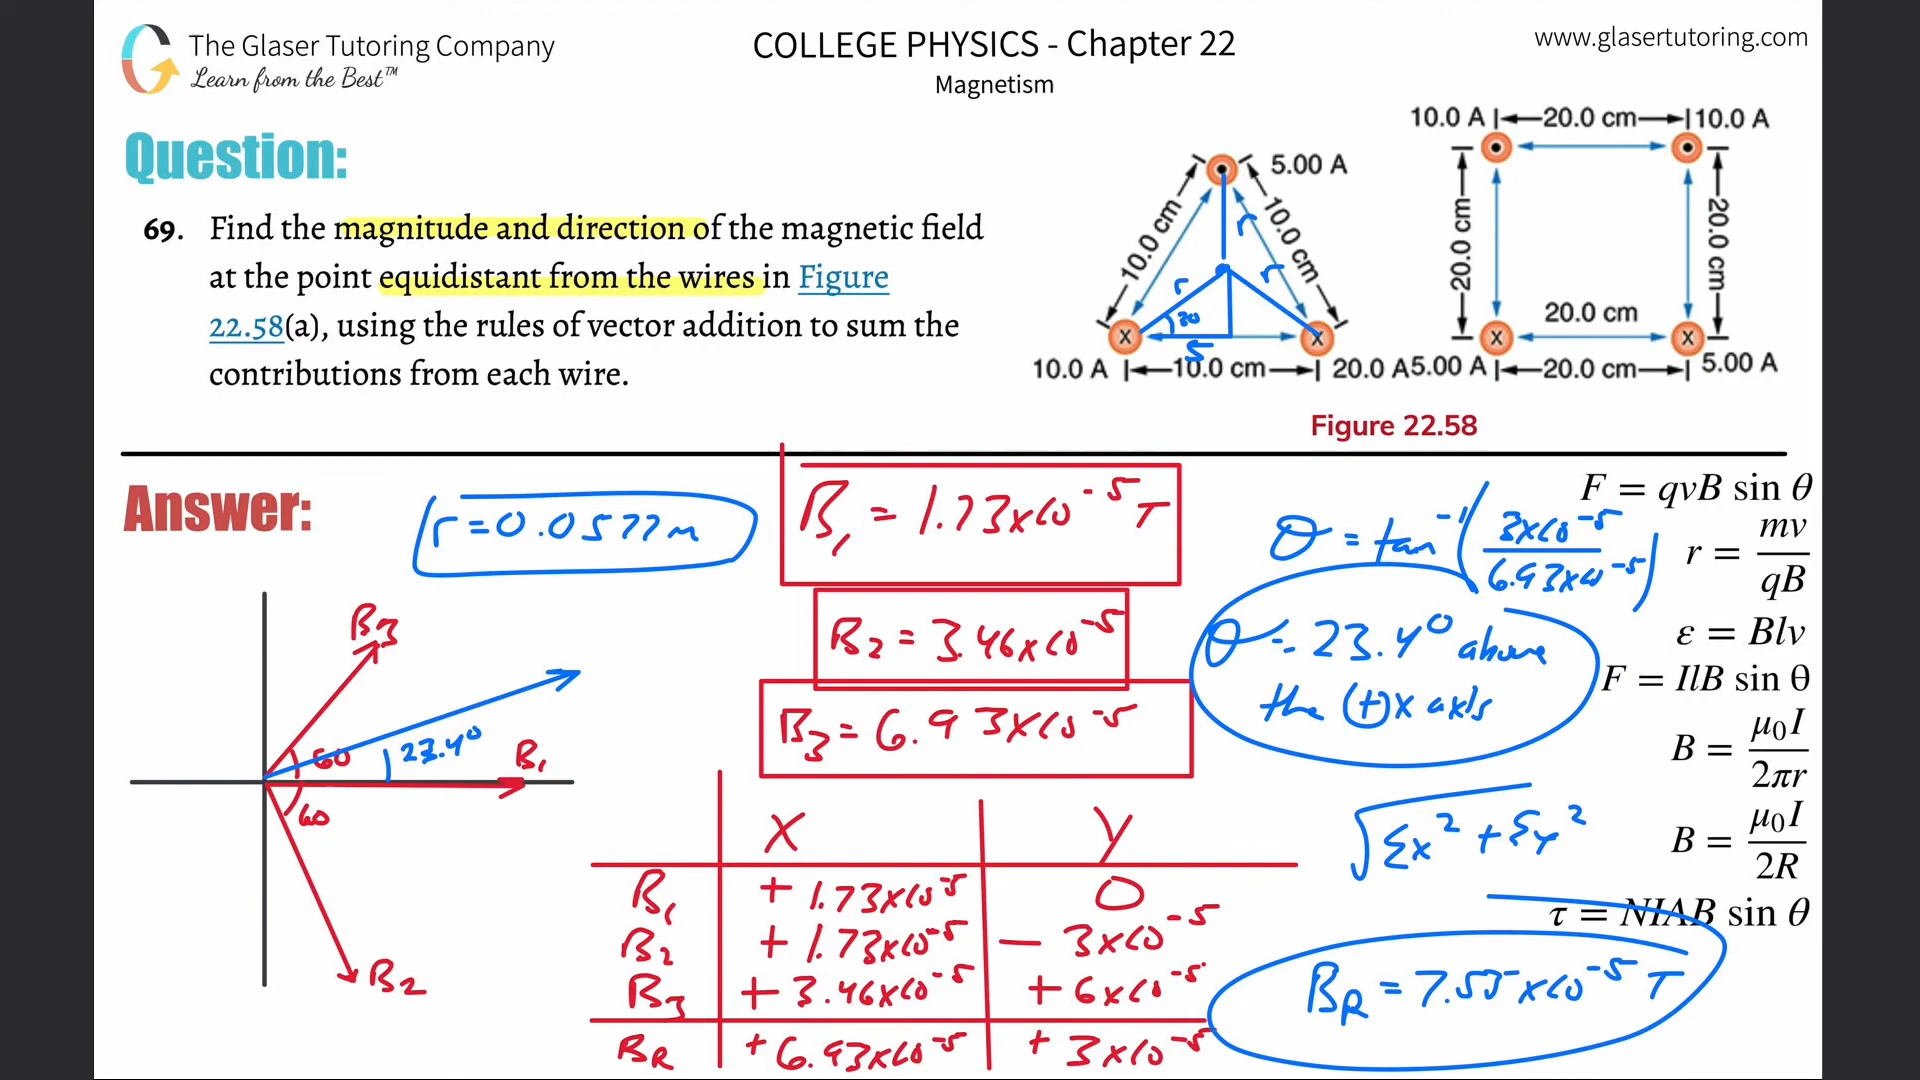 The Glaser Tutoring Company
Learn from the Best™
COLLEGE PHYSICS - Chapter 22
Magnetism
www.glasertutoring.com
Question:
69. Find the magnitude and direction of the magnetic field
at the point equidistant from the wires in Figure
22.58(a), using the rules of vector addition to sum the
contributions from each wire.
5.00 A
10.0 cm
10.0 cm
r
r
r
30
5
x
x
10.0 A
10.0 cm
20.0 A
10.0 A
20.0 cm
10.0 A
20.0 cm
20.0 cm
20.0 cm
x
x
5.00 A
20.0 cm
5.00 A
Figure 22.58
Answer:
r = 0.0577m
B₁ = 1.73x10⁻⁵ T
B₂ = 3.46x10⁻⁵
B₃ = 6.93x10⁻⁵
θ = tan⁻¹(3x10⁻⁵/6.93x10⁻⁵)
θ = 23.4° above
the (+)x axis
F = qvB sin θ
r = mv/qB
ε = Blv
F = IlB sin θ
B = μ₀I/2πr
B = μ₀I/2R
τ = NIAB sin θ
B₃
60
23.4°
B₁
60
B₂
X Y
B₁ + 1.73x10⁻⁵ 0
B₂ + 1.73x10⁻⁵ — 3x10⁻⁵
B₃ + 3.46x10⁻⁵ + 6x10⁻⁵
BR + 6.93x10⁻⁵ + 3x10⁻⁵
√Σx² + Σy²
BR = 7.55x10⁻⁵ T